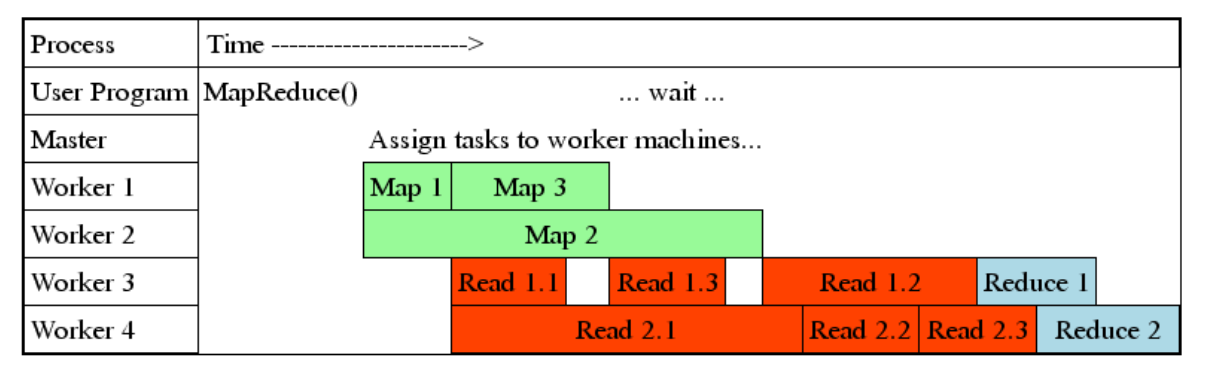 Process Time ---------------------->
User Program MapReduce() ... wait ...
Master Assign tasks to worker machines...
Worker 1 Map 1 Map 3
Worker 2 Map 2
Worker 3 Read 1.1 Read 1.3 Read 1.2 Reduce 1
Worker 4 Read 2.1 Read 2.2 Read 2.3 Reduce 2